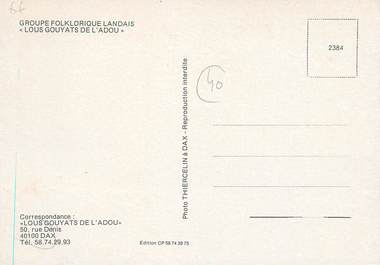 GROUPE FOLKLORIQUE LANDAIS
« LOUS GOUYATS DE L'ADOU »
2384
40
Photo THIERCELIN à DAX - Reproduction interdite
Correspondance :
«LOUS GOUYATS DE L'ADOU»
50, rue Denis
40100 DAX
Tél. 58.74.29.93
Edition CP 58 74 39 75